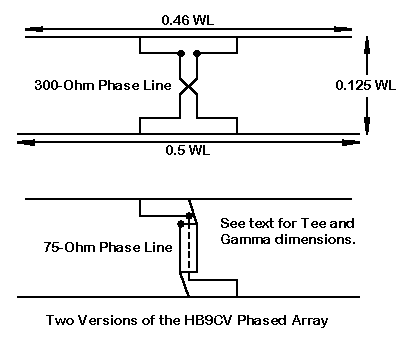 0.46 WL
300-Ohm Phase Line
0.125 WL
0.5 WL
See text for Tee and
Gamma dimensions.
75-Ohm Phase Line
Two Versions of the HB9CV Phased Array